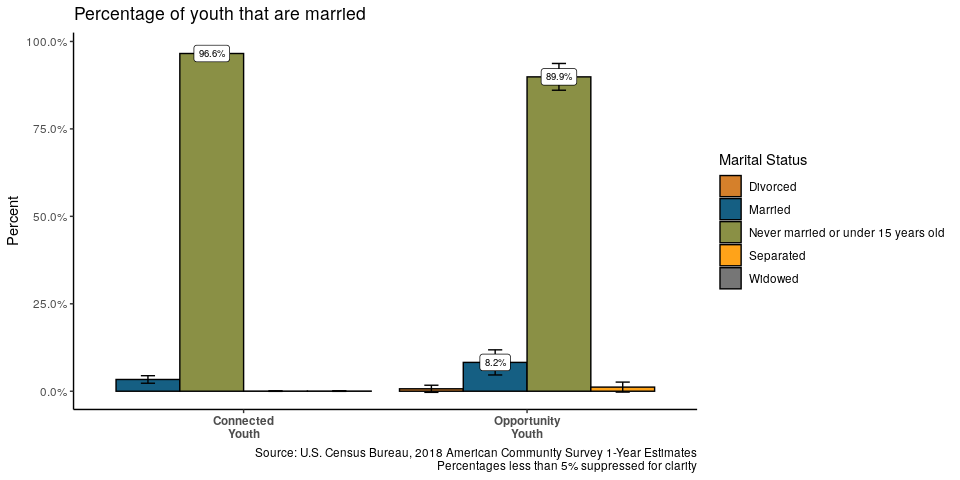 Percentage of youth that are married
Percent
100.0%
75.0%
50.0%
25.0%
0.0%
96.6%
89.9%
8.2%
Connected
Youth
Opportunity
Youth
Marital Status
Divorced
Married
Never married or under 15 years old
Separated
Widowed
Source: U.S. Census Bureau, 2018 American Community Survey 1-Year Estimates
Percentages less than 5% suppressed for clarity